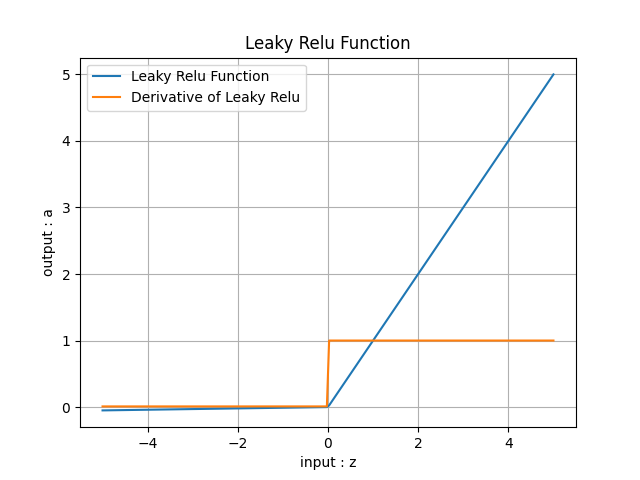 Leaky Relu Function
Leaky Relu Function
Derivative of Leaky Relu
5
4
3
2
1
0
output : a
−4 −2 0 2 4
input : z